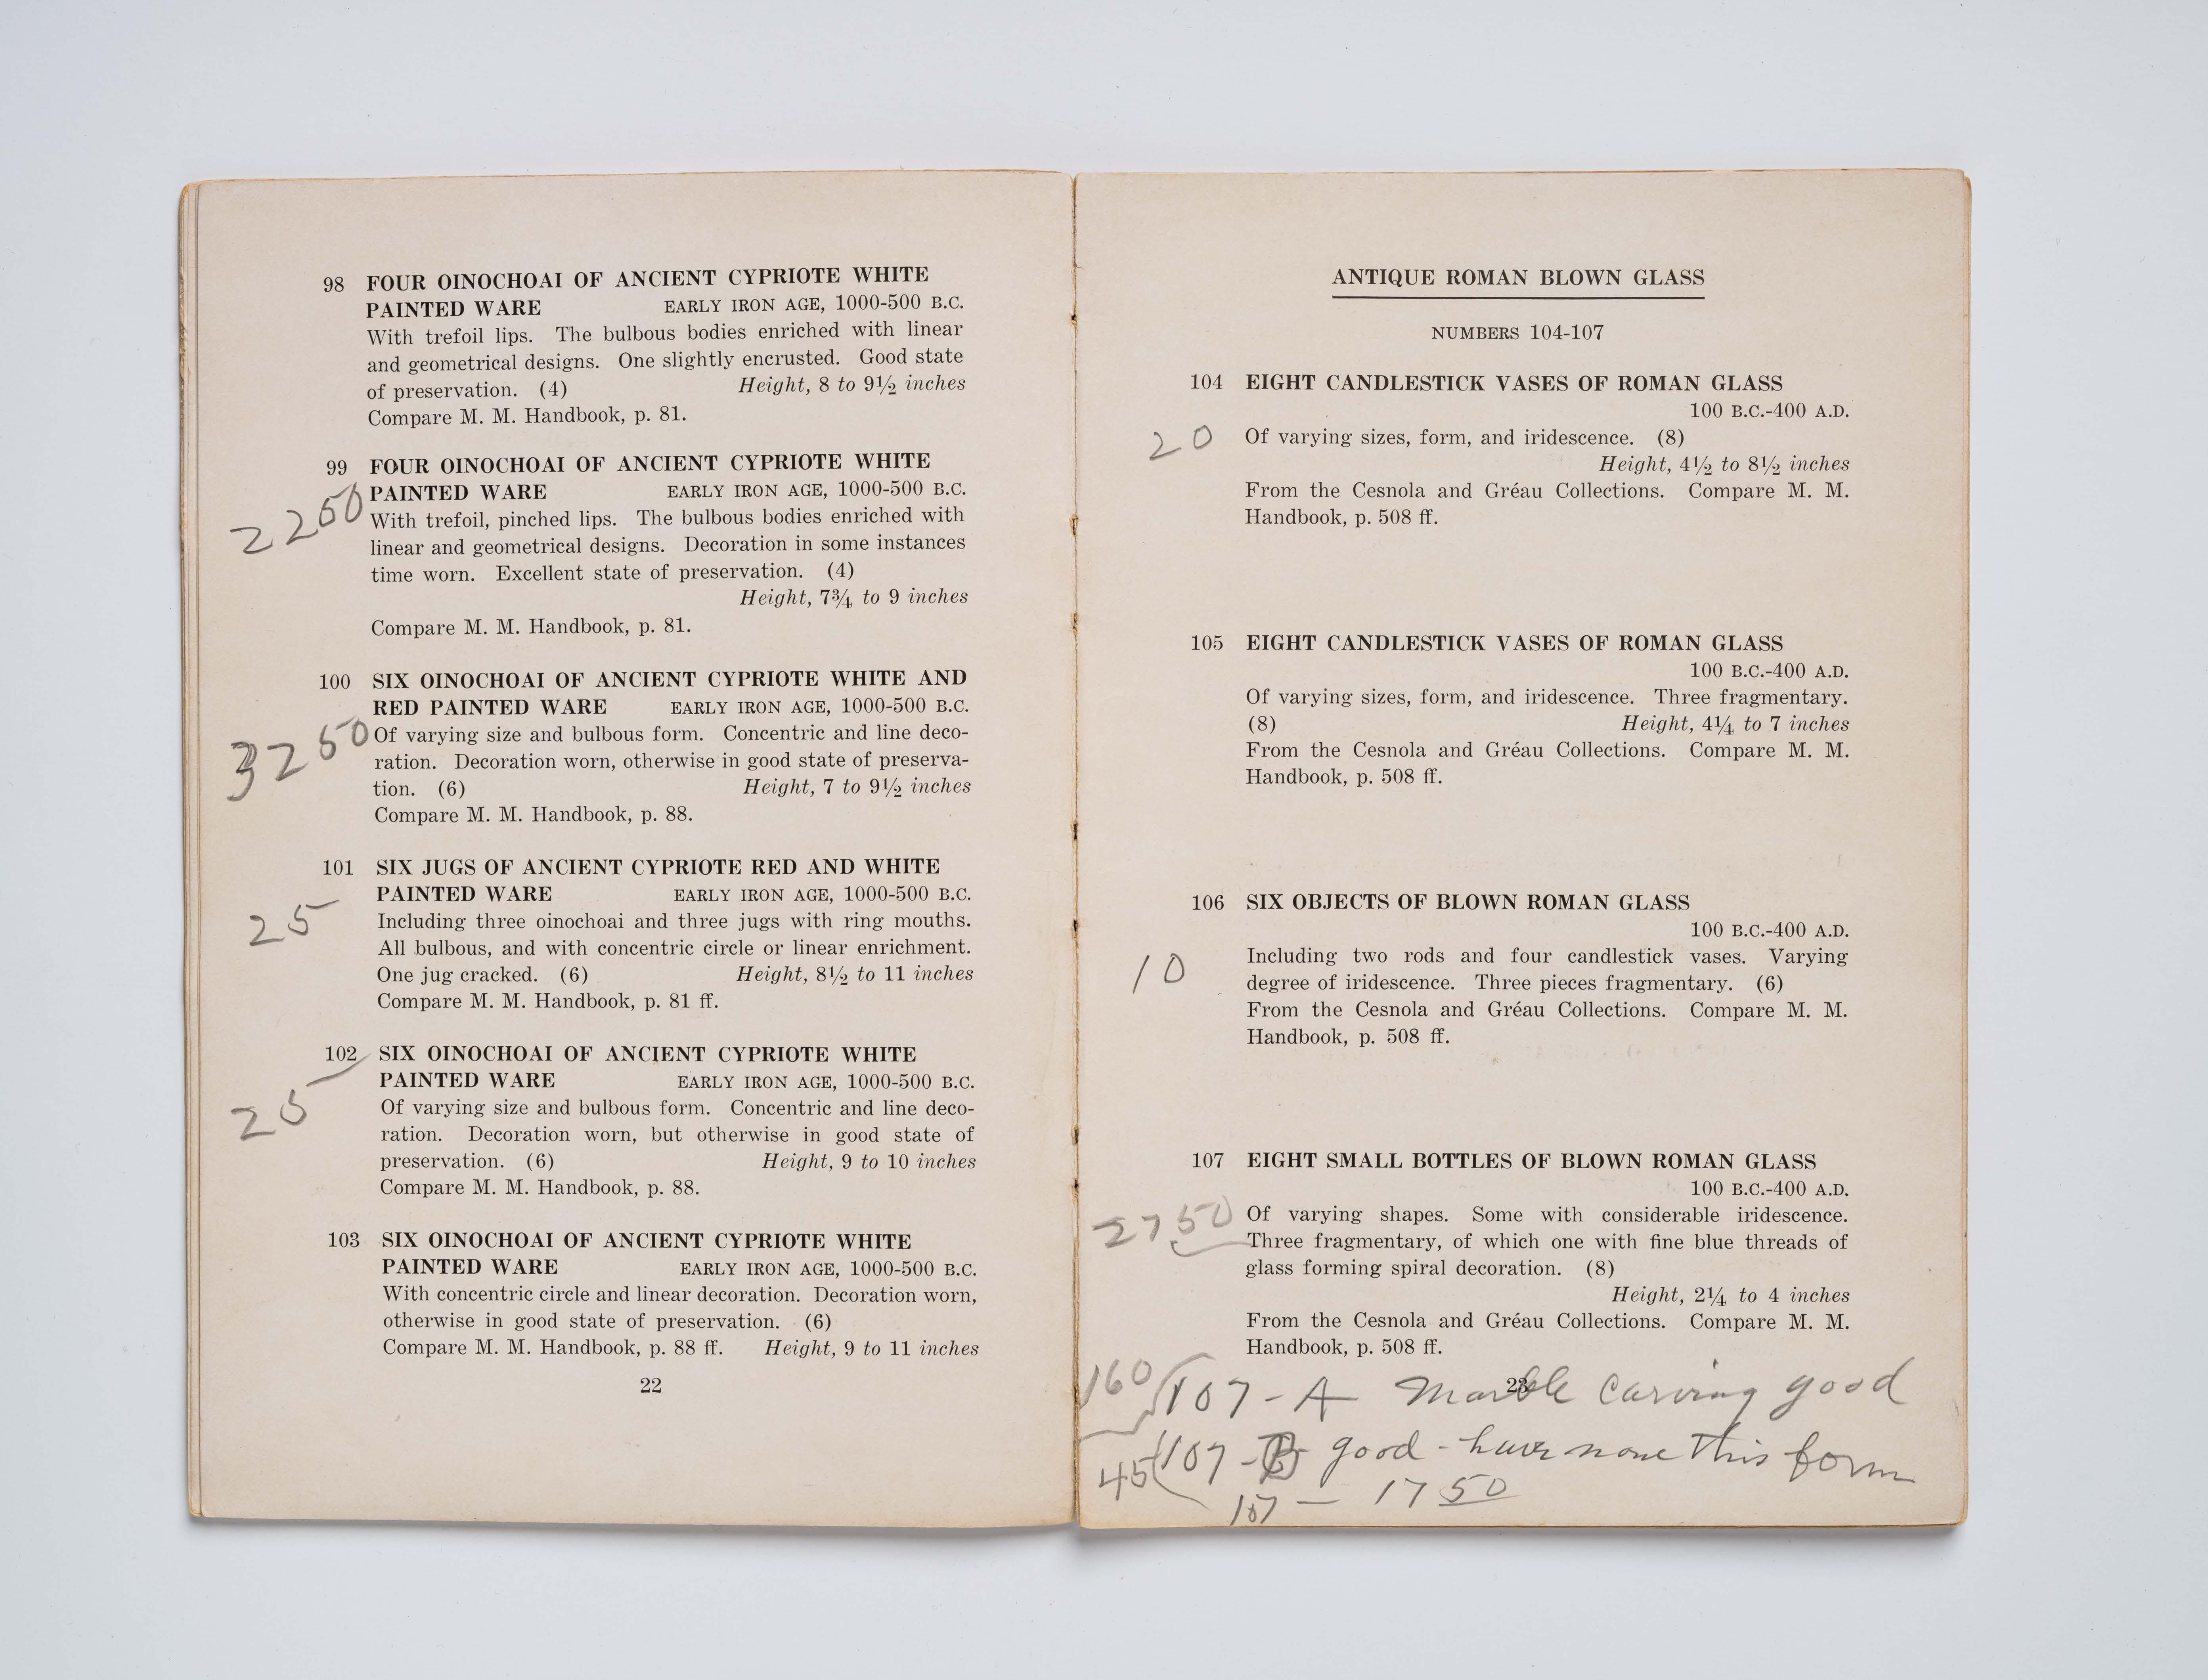 98 FOUR OINOCHOAI OF ANCIENT CYPRIOTE WHITE
PAINTED WARE EARLY IRON AGE, 1000-500 B.C.
With trefoil lips. The bulbous bodies enriched with linear
and geometrical designs. One slightly encrusted. Good state
of preservation. (4) Height, 8 to 9½ inches
Compare M. M. Handbook, p. 81.
99 FOUR OINOCHOAI OF ANCIENT CYPRIOTE WHITE
PAINTED WARE EARLY IRON AGE, 1000-500 B.C.
2250
With trefoil, pinched lips. The bulbous bodies enriched with
linear and geometrical designs. Decoration in some instances
time worn. Excellent state of preservation. (4)
Height, 7¾ to 9 inches
Compare M. M. Handbook, p. 81.
100 SIX OINOCHOAI OF ANCIENT CYPRIOTE WHITE AND
RED PAINTED WARE EARLY IRON AGE, 1000-500 B.C.
3250
Of varying size and bulbous form. Concentric and line deco-
ration. Decoration worn, otherwise in good state of preserva-
tion. (6) Height, 7 to 9½ inches
Compare M. M. Handbook, p. 88.
101 SIX JUGS OF ANCIENT CYPRIOTE RED AND WHITE
PAINTED WARE EARLY IRON AGE, 1000-500 B.C.
25
Including three oinochoai and three jugs with ring mouths.
All bulbous, and with concentric circle or linear enrichment.
One jug cracked. (6) Height, 8½ to 11 inches
Compare M. M. Handbook, p. 81 ff.
102 SIX OINOCHOAI OF ANCIENT CYPRIOTE WHITE
PAINTED WARE EARLY IRON AGE, 1000-500 B.C.
25
Of varying size and bulbous form. Concentric and line deco-
ration. Decoration worn, but otherwise in good state of
preservation. (6) Height, 9 to 10 inches
Compare M. M. Handbook, p. 88.
103 SIX OINOCHOAI OF ANCIENT CYPRIOTE WHITE
PAINTED WARE EARLY IRON AGE, 1000-500 B.C.
With concentric circle and linear decoration. Decoration worn,
otherwise in good state of preservation. (6)
Compare M. M. Handbook, p. 88 ff. Height, 9 to 11 inches
22
ANTIQUE ROMAN BLOWN GLASS
NUMBERS 104-107
104 EIGHT CANDLESTICK VASES OF ROMAN GLASS
100 B.C.-400 A.D.
20
Of varying sizes, form, and iridescence. (8)
Height, 4½ to 8½ inches
From the Cesnola and Gréau Collections. Compare M. M.
Handbook, p. 508 ff.
105 EIGHT CANDLESTICK VASES OF ROMAN GLASS
100 B.C.-400 A.D.
Of varying sizes, form, and iridescence. Three fragmentary.
(8) Height, 4¼ to 7 inches
From the Cesnola and Gréau Collections. Compare M. M.
Handbook, p. 508 ff.
106 SIX OBJECTS OF BLOWN ROMAN GLASS
100 B.C.-400 A.D.
10
Including two rods and four candlestick vases. Varying
degree of iridescence. Three pieces fragmentary. (6)
From the Cesnola and Gréau Collections. Compare M. M.
Handbook, p. 508 ff.
107 EIGHT SMALL BOTTLES OF BLOWN ROMAN GLASS
100 B.C.-400 A.D.
2750
Of varying shapes. Some with considerable iridescence.
Three fragmentary, of which one with fine blue threads of
glass forming spiral decoration. (8)
Height, 2¼ to 4 inches
From the Cesnola and Gréau Collections. Compare M. M.
Handbook, p. 508 ff.
23
160 (107-A Marble carving good
45 (107-B good - have none this form
107 - 1750